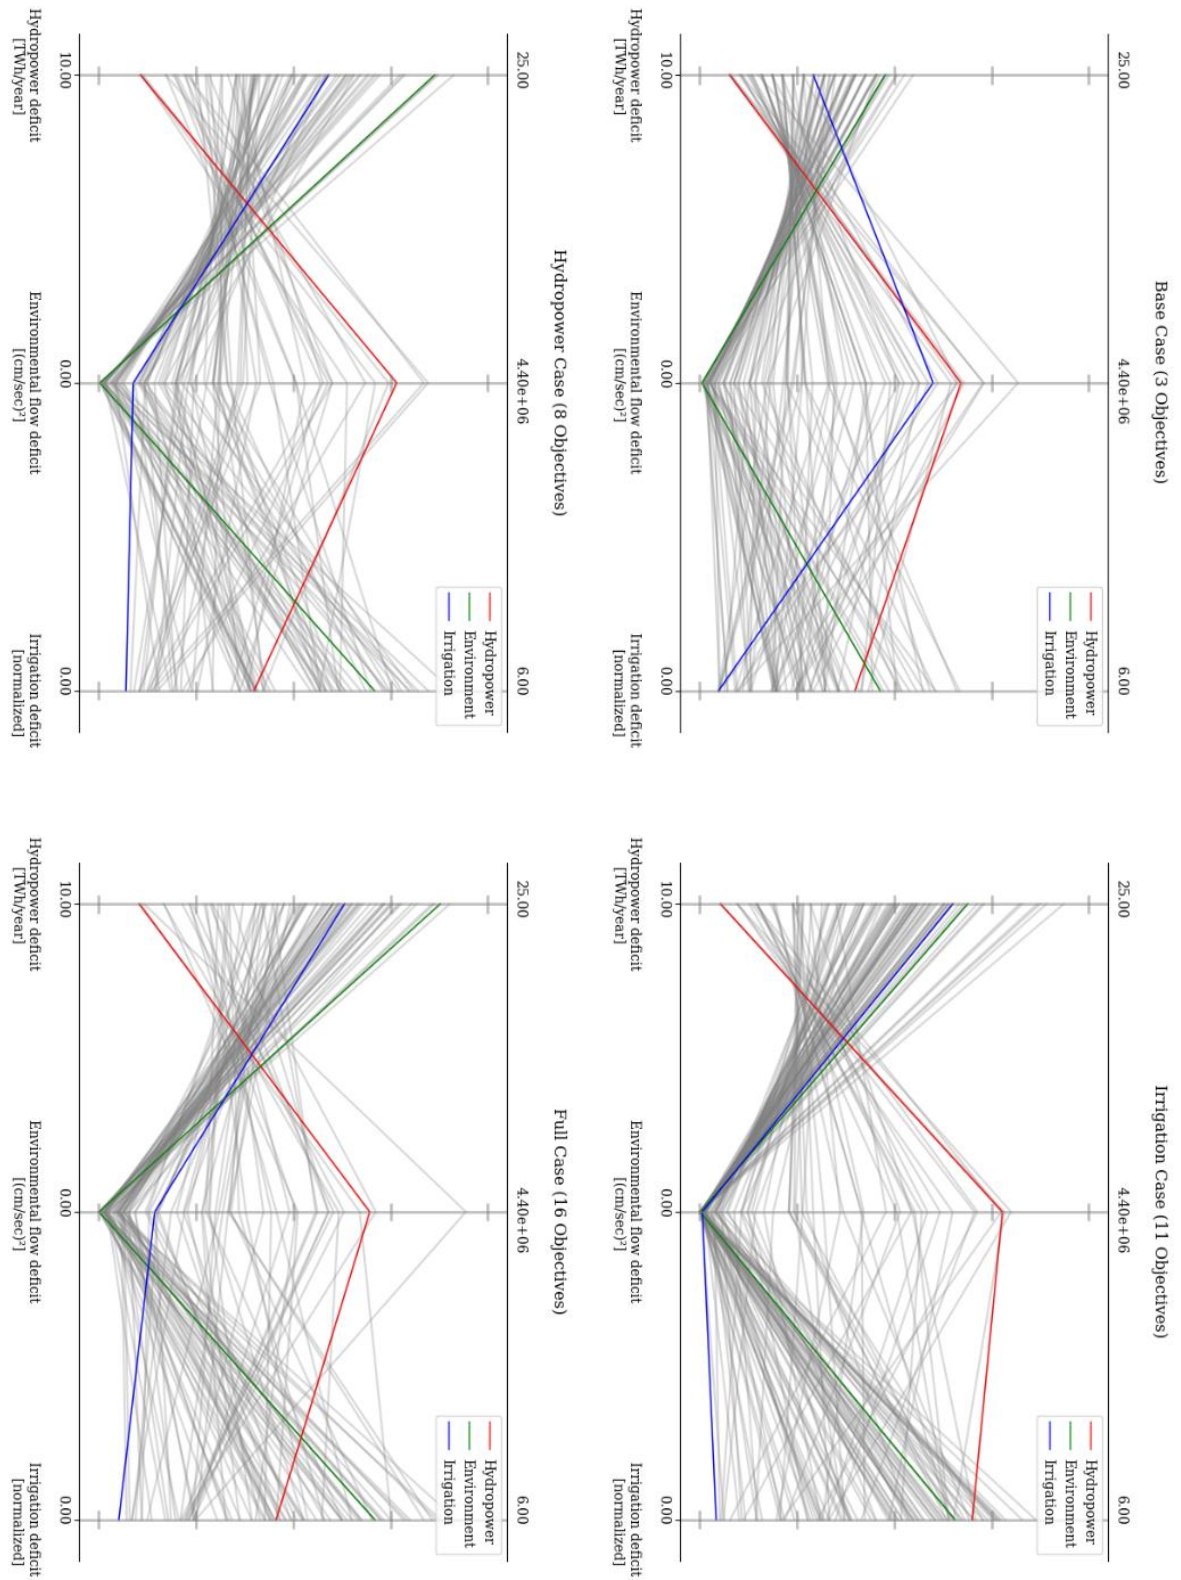 Base Case (3 Objectives)
25.00
4.40e+06
6.00
Hydropower
Environment
Irrigation
10.00
0.00
0.00
Hydropower deficit
[TWh/year]
Environmental flow deficit
[(cm/sec)²]
Irrigation deficit
[normalized]
Irrigation Case (11 Objectives)
25.00
4.40e+06
6.00
Hydropower
Environment
Irrigation
10.00
0.00
0.00
Hydropower deficit
[TWh/year]
Environmental flow deficit
[(cm/sec)²]
Irrigation deficit
[normalized]
Hydropower Case (8 Objectives)
25.00
4.40e+06
6.00
Hydropower
Environment
Irrigation
10.00
0.00
0.00
Hydropower deficit
[TWh/year]
Environmental flow deficit
[(cm/sec)²]
Irrigation deficit
[normalized]
Full Case (16 Objectives)
25.00
4.40e+06
6.00
Hydropower
Environment
Irrigation
10.00
0.00
0.00
Hydropower deficit
[TWh/year]
Environmental flow deficit
[(cm/sec)²]
Irrigation deficit
[normalized]